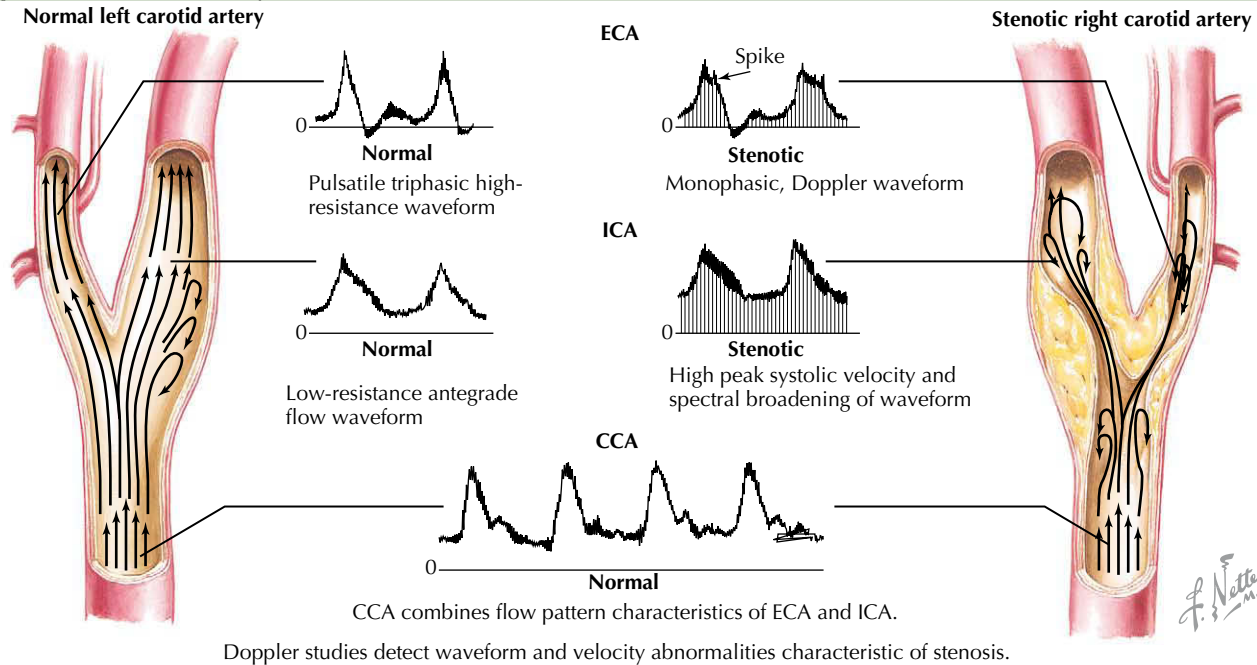 Normal left carotid artery
Stenotic right carotid artery
ECA
Spike
0
0
Normal
Stenotic
Pulsatile triphasic high-
resistance waveform
Monophasic, Doppler waveform
ICA
0
0
Normal
Stenotic
Low-resistance antegrade
flow waveform
High peak systolic velocity and
spectral broadening of waveform
CCA
0
Normal
CCA combines flow pattern characteristics of ECA and ICA.
Doppler studies detect waveform and velocity abnormalities characteristic of stenosis.